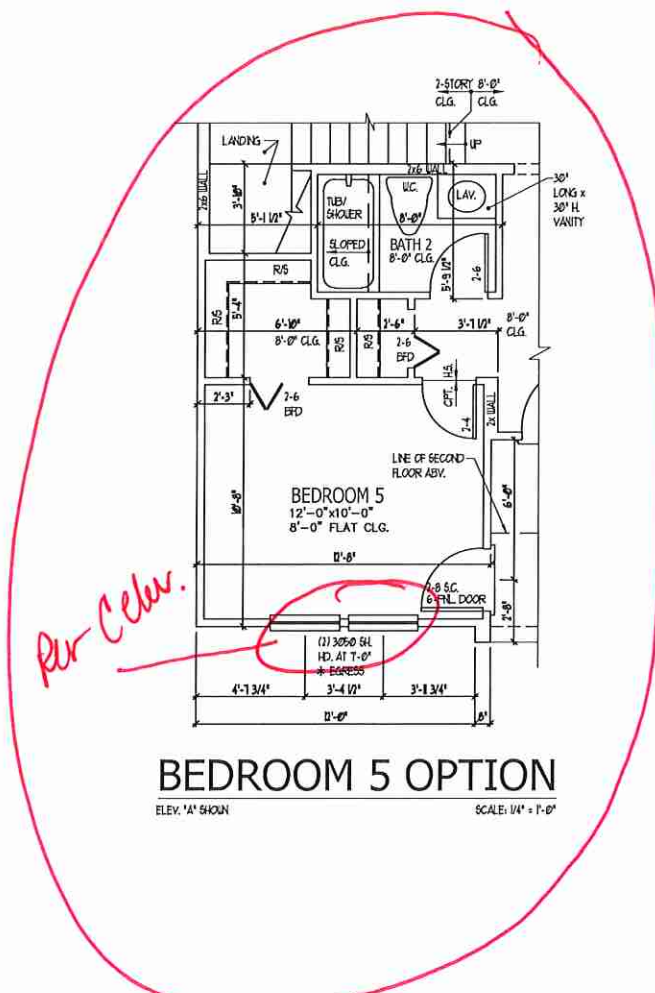 2-STORY 8'-0"
CLG. CLG.
LANDING
UP
2x6 WALL
2x6 WALL
30"
LONG x
30" H.
VANITY
3'-10"
W.C.
LAV.
TUB/
SHOWER
5'-1 1/2"
8'-0"
BATH 2
8'-0" CLG.
SLOPED
CLG.
5'-9 1/2"
2-6
R/S
R/S
5'-4"
6'-10"
8'-0" CLG.
R/S
R/S
2'-6"
3'-7 1/2"
8'-0"
CLG.
2-6
BFD
H.S.
CPT.
2'-3"
2-6
BFD
2-4
2x WALL
LINE OF SECOND
FLOOR ABV.
6'-0"
10'-8"
BEDROOM 5
12'-0"x10'-0"
8'-0" FLAT CLG.
12'-8"
2-8 S.C.
6-PNL. DOOR
2'-8"
(2) 3050 SH.
HD. AT 7'-0"
* EGRESS
4'-7 3/4"
3'-4 1/2"
3'-11 3/4"
12'-0"
8"
BEDROOM 5 OPTION
ELEV. "A" SHOWN
SCALE: 1/4" = 1'-0"